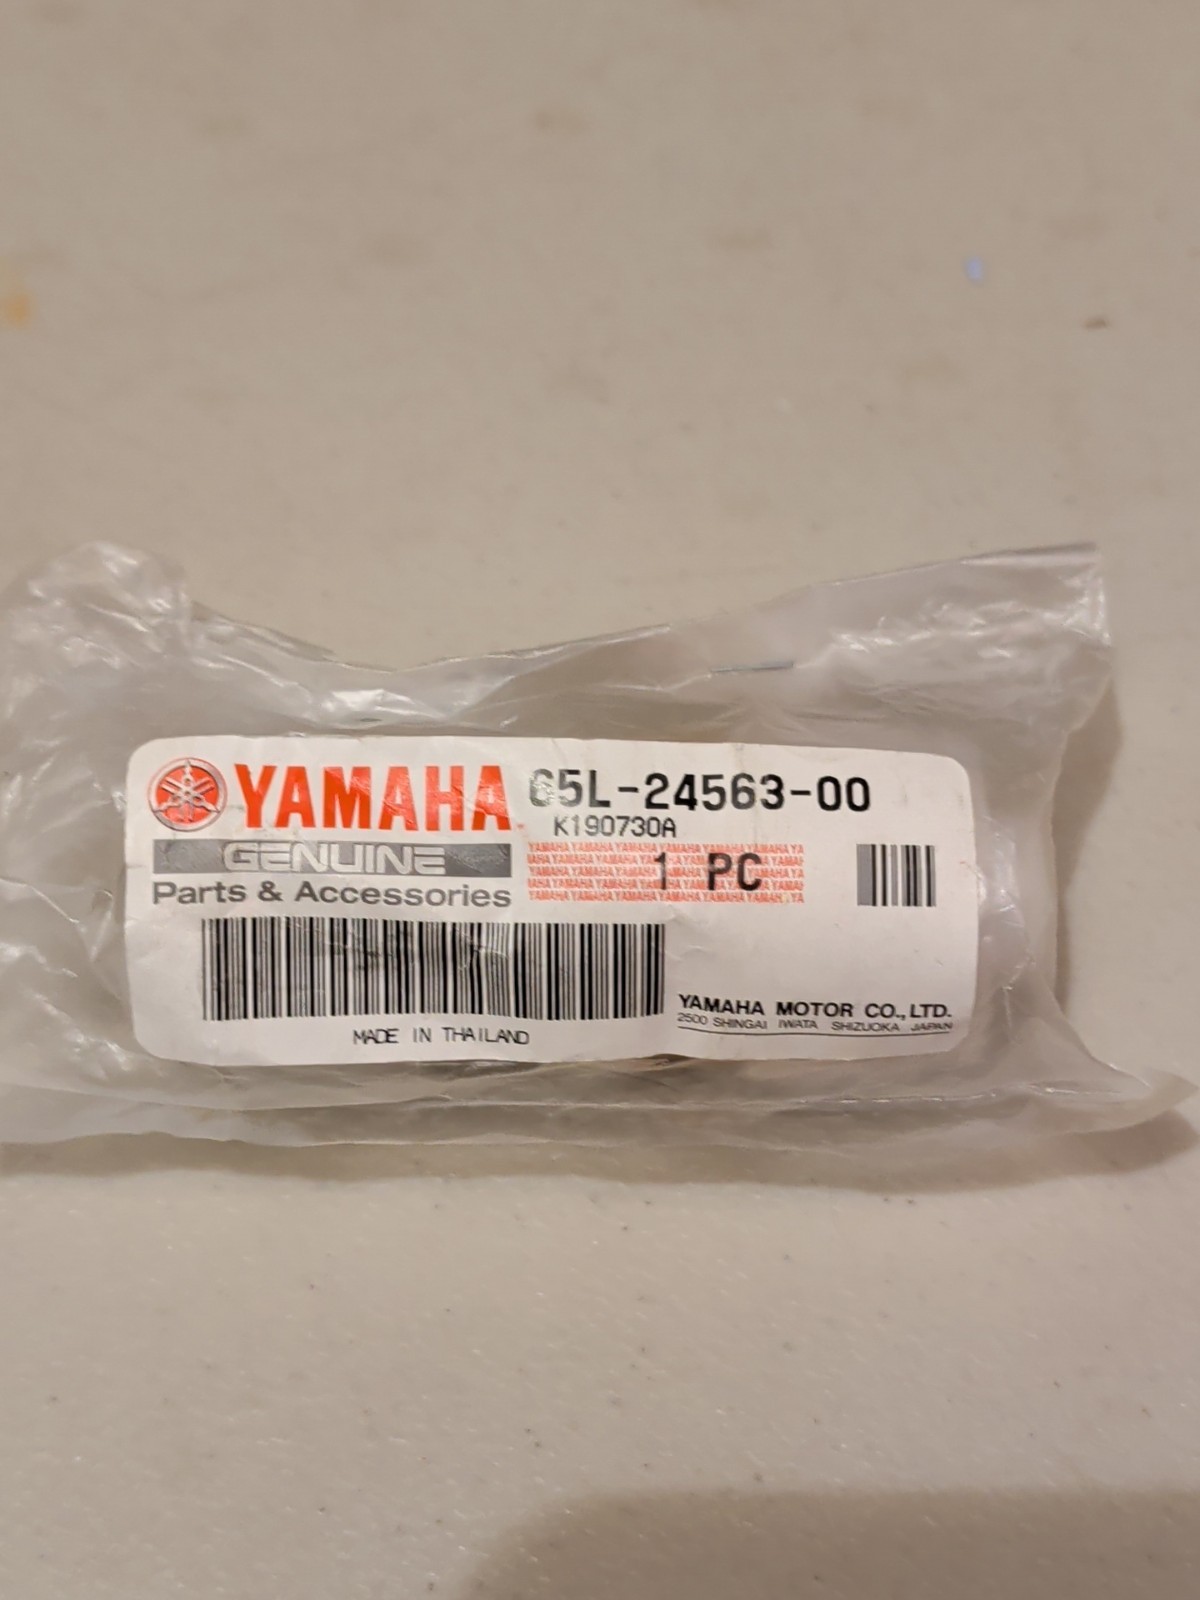 YAMAHA
GENUINE
Parts & Accessories
65L-24563-00
K190730A
1 PC
MADE IN THAILAND
YAMAHA MOTOR CO., LTD.
2500 SHINGAI IWATA SHIZUOKA JAPAN